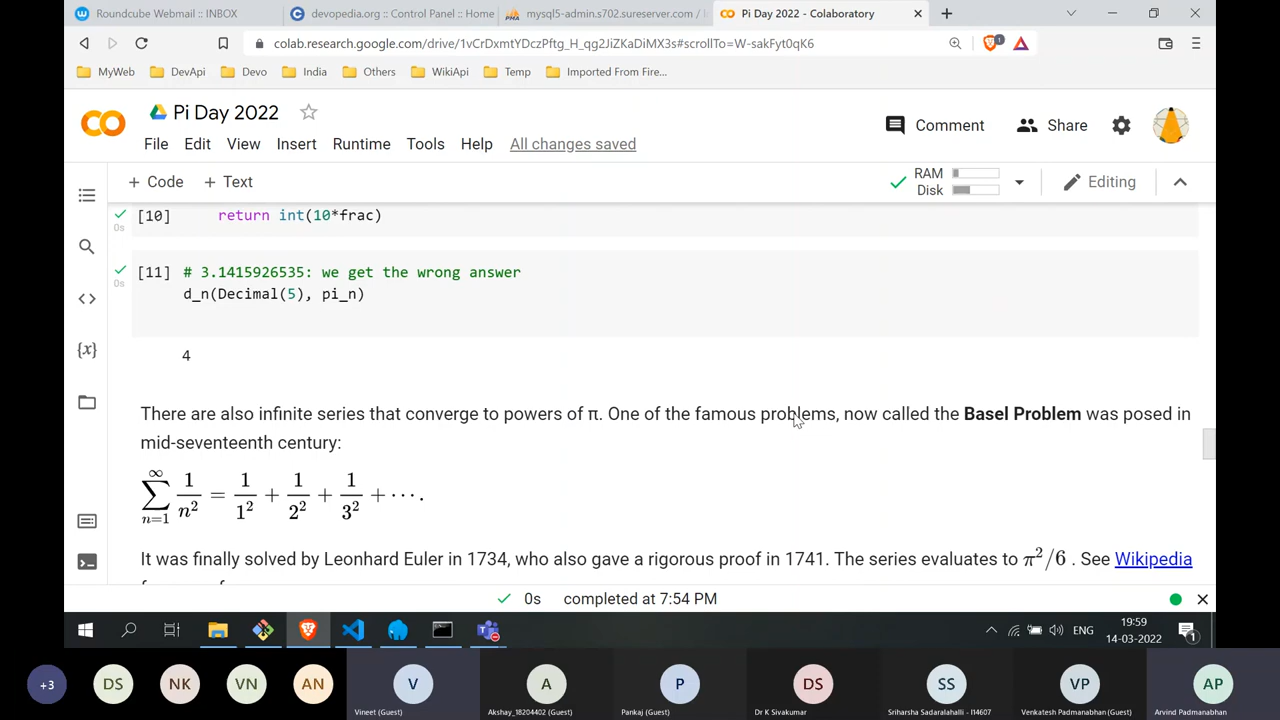 Roundcube Webmail :: INBOX
devopedia.org :: Control Panel :: Home
mysql5-admin.s702.sureserver.com / l
Pi Day 2022 - Colaboratory
colab.research.google.com/drive/1vCrDxmtYDczPftg_H_qg2JiZKaDiMX3s#scrollTo=W-sakFyt0qK6
1
MyWeb
DevApi
Devo
India
Others
WikiApi
Temp
Imported From Fire...
Pi Day 2022
Comment
Share
File Edit View Insert Runtime Tools Help All changes saved
+ Code + Text
RAM
Disk
Editing
[10] return int(10*frac)
0s
[11] # 3.1415926535: we get the wrong answer
0s
d_n(Decimal(5), pi_n)
{x}
4
There are also infinite series that converge to powers of π. One of the famous problems, now called the Basel Problem was posed in
mid-seventeenth century:
∑_{n=1}^{∞} 1/n² = 1/1² + 1/2² + 1/3² + ⋯.
It was finally solved by Leonhard Euler in 1734, who also gave a rigorous proof in 1741. The series evaluates to π²/6 . See Wikipedia
0s completed at 7:54 PM
ENG
19:59
14-03-2022
1
+3
DS
NK
VN
AN
V
A
P
DS
SS
VP
AP
Vineet (Guest)
Akshay_18204402 (Guest)
Pankaj (Guest)
Dr K Sivakumar
Sriharsha Sadaralahalli - I14607
Venkatesh Padmanabhan (Guest)
Arvind Padmanabhan